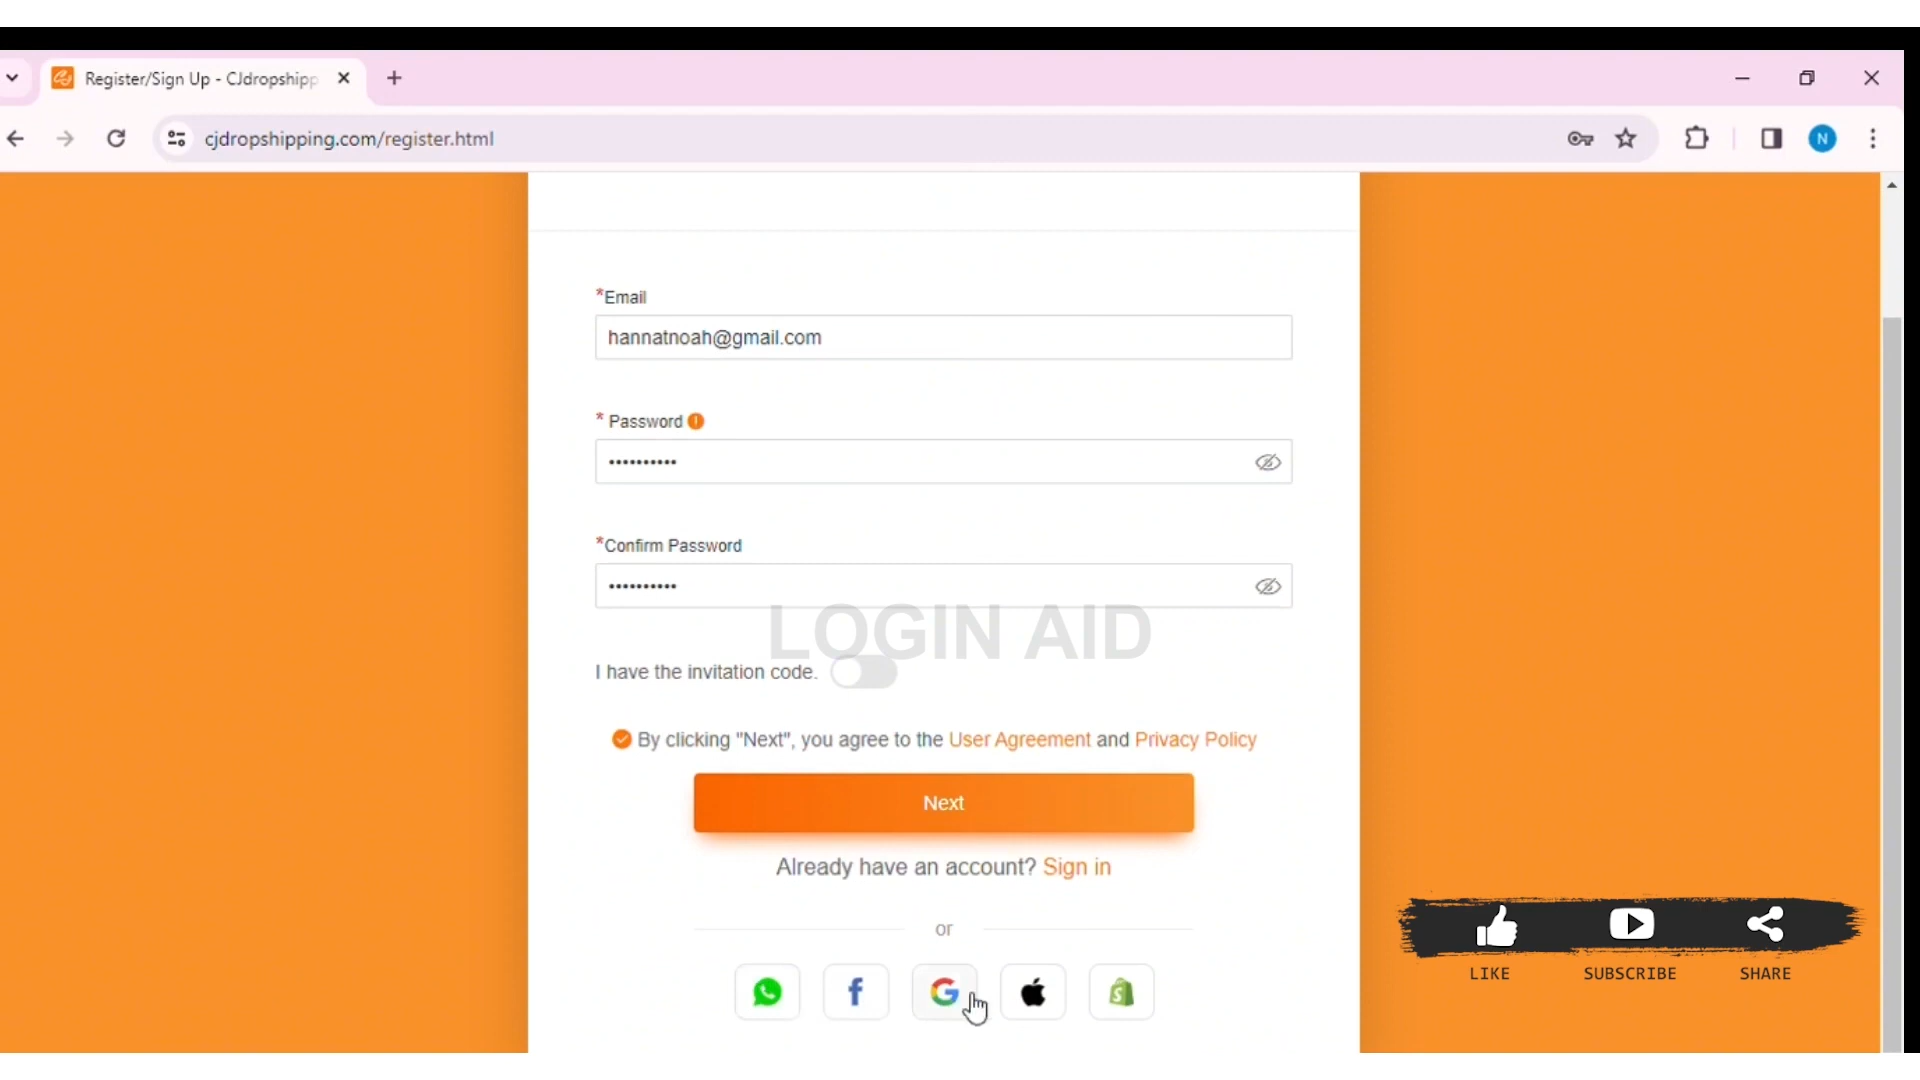 Register/Sign Up - CJdropshipp
cjdropshipping.com/register.html
N
*Email
hannatnoah@gmail.com
* Password
••••••••••
*Confirm Password
••••••••••
LOGIN AID
I have the invitation code.
By clicking "Next", you agree to the User Agreement and Privacy Policy
Next
Already have an account? Sign in
or
LIKE SUBSCRIBE SHARE